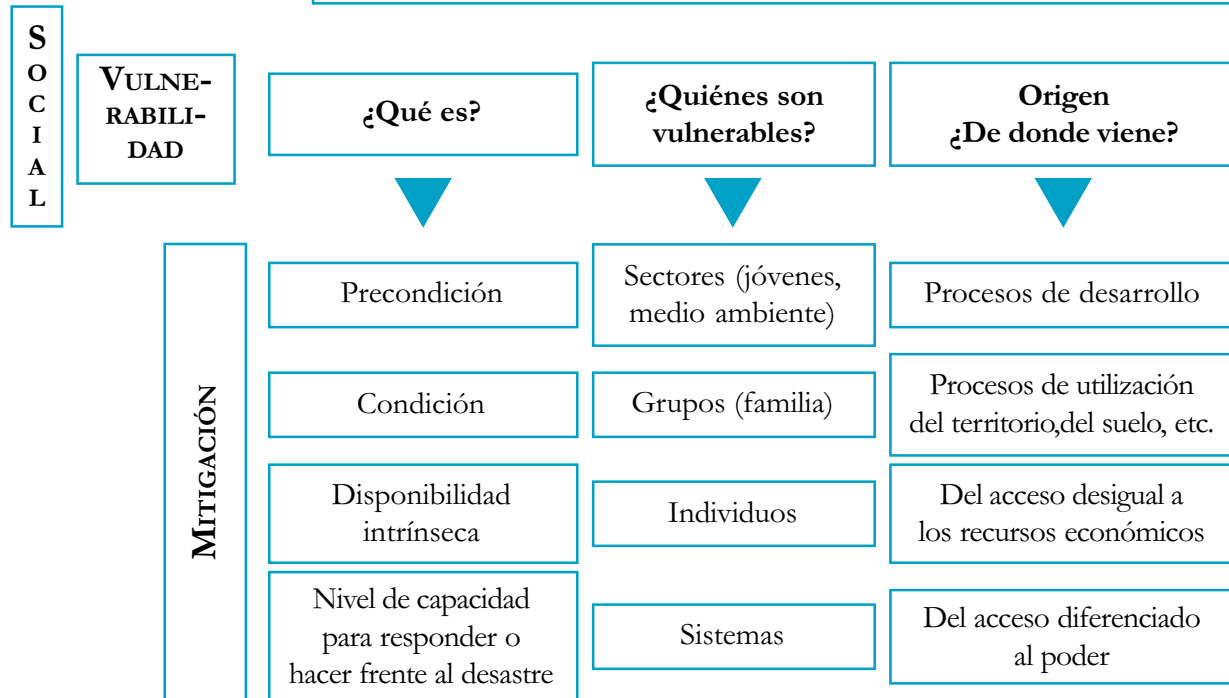 SOCIAL
VULNE-
RABILI-
DAD
¿Qué es?
¿Quiénes son
vulnerables?
Origen
¿De donde viene?
MITIGACIÓN
Precondición
Sectores (jóvenes,
medio ambiente)
Procesos de desarrollo
Condición
Grupos (familia)
Procesos de utilización
del territorio,del suelo, etc.
Disponibilidad
intrínseca
Individuos
Del acceso desigual a
los recursos económicos
Nivel de capacidad
para responder o
hacer frente al desastre
Sistemas
Del acceso diferenciado
al poder